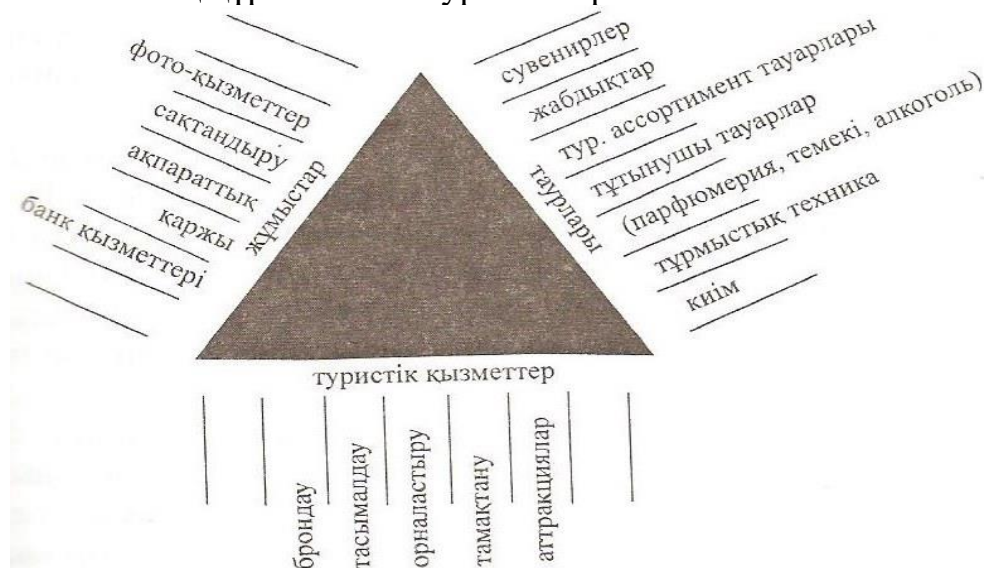 фото-қызметтер
сақтандыру
ақпараттық
қаржы
банк қызметтері
жұмыстар
сувенирлер
жабдықтар
тур. ассортимент тауарлары
тұтынушы тауарлар
(парфюмерия, темекі, алкоголь)
тұрмыстық техника
киім
таурлары
туристік қызметтер
брондау
тасымалдау
орналастыру
тамақтану
аттракциялар